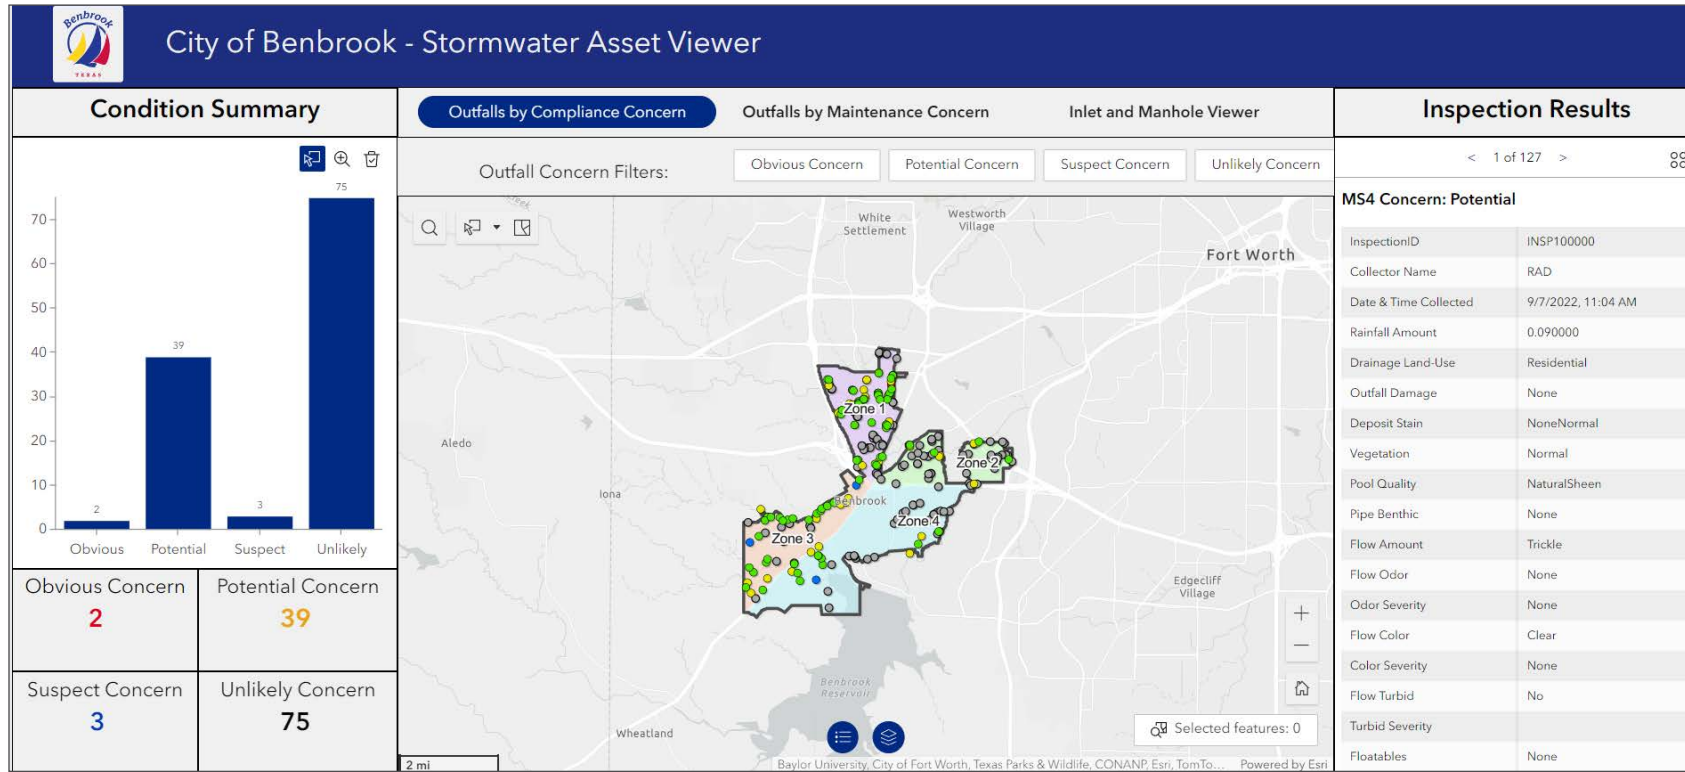 Benbrook
TEXAS
City of Benbrook - Stormwater Asset Viewer
Condition Summary
Outfalls by Compliance Concern
Outfalls by Maintenance Concern
Inlet and Manhole Viewer
Inspection Results
Outfall Concern Filters:
Obvious Concern
Potential Concern
Suspect Concern
Unlikely Concern
< 1 of 127 >
MS4 Concern: Potential
InspectionID INSP100000
Collector Name RAD
Date & Time Collected 9/7/2022, 11:04 AM
Rainfall Amount 0.090000
Drainage Land-Use Residential
Outfall Damage None
Deposit Stain NoneNormal
Vegetation Normal
Pool Quality NaturalSheen
Pipe Benthic None
Flow Amount Trickle
Flow Odor None
Odor Severity None
Flow Color Clear
Color Severity None
Flow Turbid No
Turbid Severity
Floatables None
70
60
50
40
30
20
10
0
2
39
3
75
Obvious Potential Suspect Unlikely
Obvious Concern
2
Potential Concern
39
Suspect Concern
3
Unlikely Concern
75
White
Settlement
Westworth
Village
Fort Worth
Aledo
Iona
Zone 1
Zone 2
Benbrook
Zone 4
Zone 3
Edgecliff
Village
Benbrook
Reservoir
Wheatland
+
−
Selected features: 0
2 mi
Baylor University, City of Fort Worth, Texas Parks & Wildlife, CONANP, Esri, TomTo... Powered by Esri